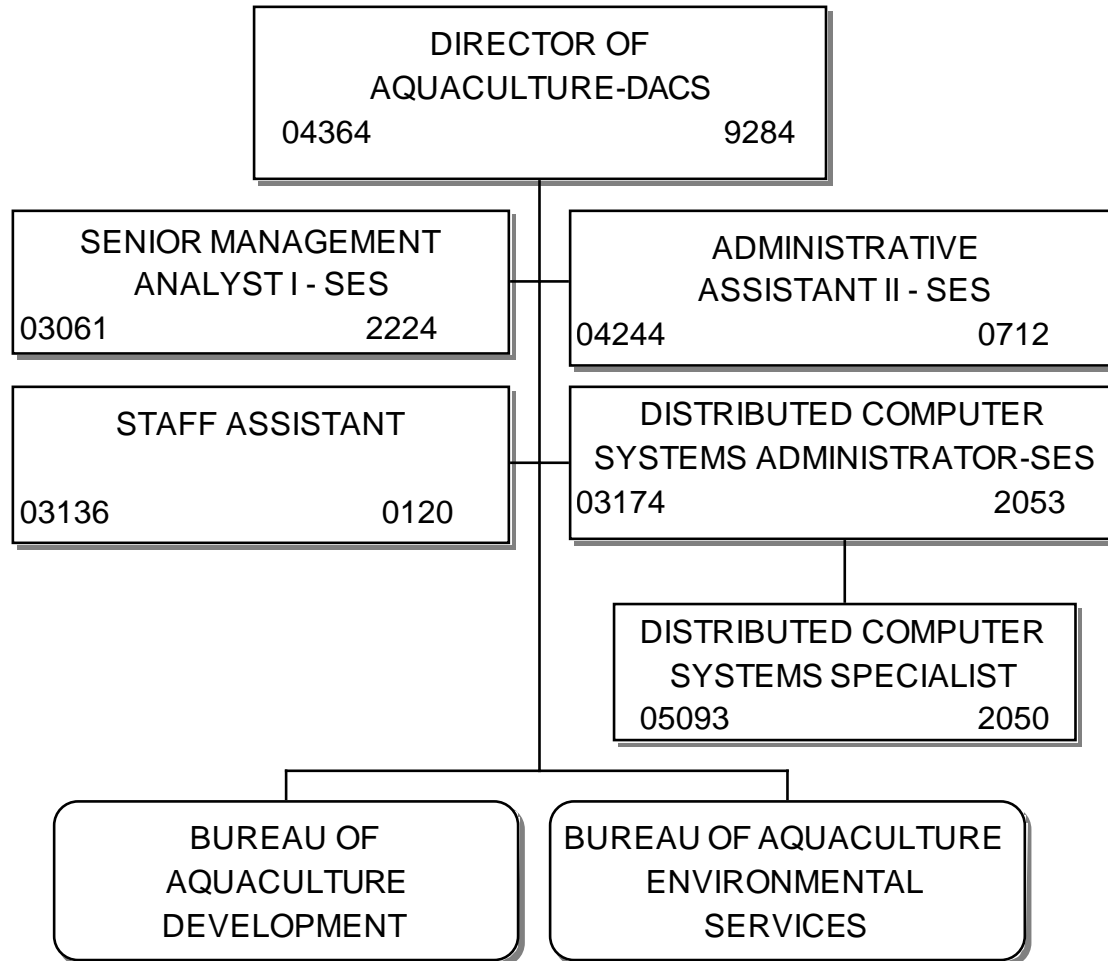 DIRECTOR OF
AQUACULTURE-DACS
04364 9284
SENIOR MANAGEMENT
ANALYST I - SES
03061 2224
ADMINISTRATIVE
ASSISTANT II - SES
04244 0712
STAFF ASSISTANT
03136 0120
DISTRIBUTED COMPUTER
SYSTEMS ADMINISTRATOR-SES
03174 2053
DISTRIBUTED COMPUTER
SYSTEMS SPECIALIST
05093 2050
BUREAU OF
AQUACULTURE
DEVELOPMENT
BUREAU OF AQUACULTURE
ENVIRONMENTAL
SERVICES